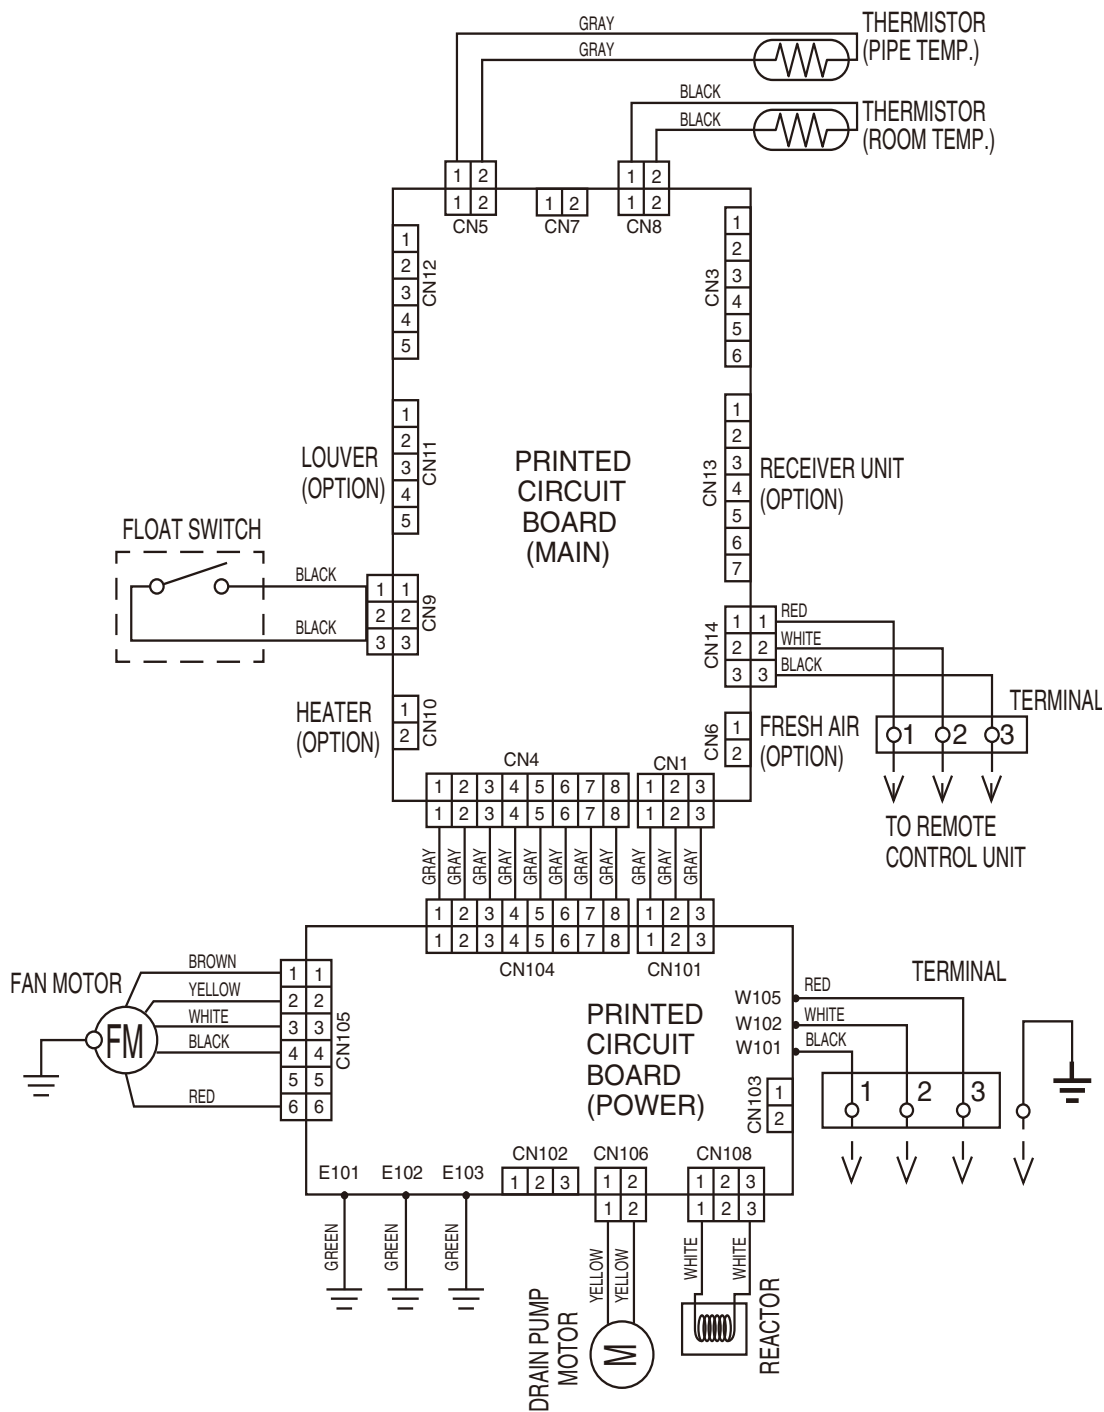 GRAY
THERMISTOR
(PIPE TEMP.)
GRAY
BLACK
THERMISTOR
(ROOM TEMP.)
BLACK
1 2
1 2
CN5
1 2
CN7
1 2
1 2
CN8
1
2
3
4
5
CN12
1
2
3
4
5
6
CN3
LOUVER
(OPTION)
1
2
3
4
5
CN11
PRINTED
CIRCUIT
BOARD
(MAIN)
1
2
3
4
5
6
7
CN13
RECEIVER UNIT
(OPTION)
FLOAT SWITCH
BLACK
BLACK
1 1
2 2
3 3
CN9
CN14
1 1
2 2
3 3
RED
WHITE
BLACK
TERMINAL
1 2 3
TO REMOTE
CONTROL UNIT
HEATER
(OPTION)
1
2
CN10
CN6
1
2
FRESH AIR
(OPTION)
CN4
1 2 3 4 5 6 7 8
1 2 3 4 5 6 7 8
CN1
1 2 3
1 2 3
GRAY GRAY GRAY GRAY GRAY GRAY GRAY GRAY
GRAY GRAY GRAY
1 2 3 4 5 6 7 8
1 2 3 4 5 6 7 8
CN104
1 2 3
1 2 3
CN101
FAN MOTOR
FM
BROWN
YELLOW
WHITE
BLACK
RED
1 1
2 2
3 3
4 4
5 5
6 6
CN105
PRINTED
CIRCUIT
BOARD
(POWER)
W105
W102
W101
RED
WHITE
BLACK
TERMINAL
1 2 3
CN103
1
2
E101 E102 E103
GREEN GREEN GREEN
CN102
1 2 3
CN106
1 2
1 2
YELLOW YELLOW
DRAIN PUMP
MOTOR
M
CN108
1 2 3
1 2 3
WHITE WHITE
REACTOR